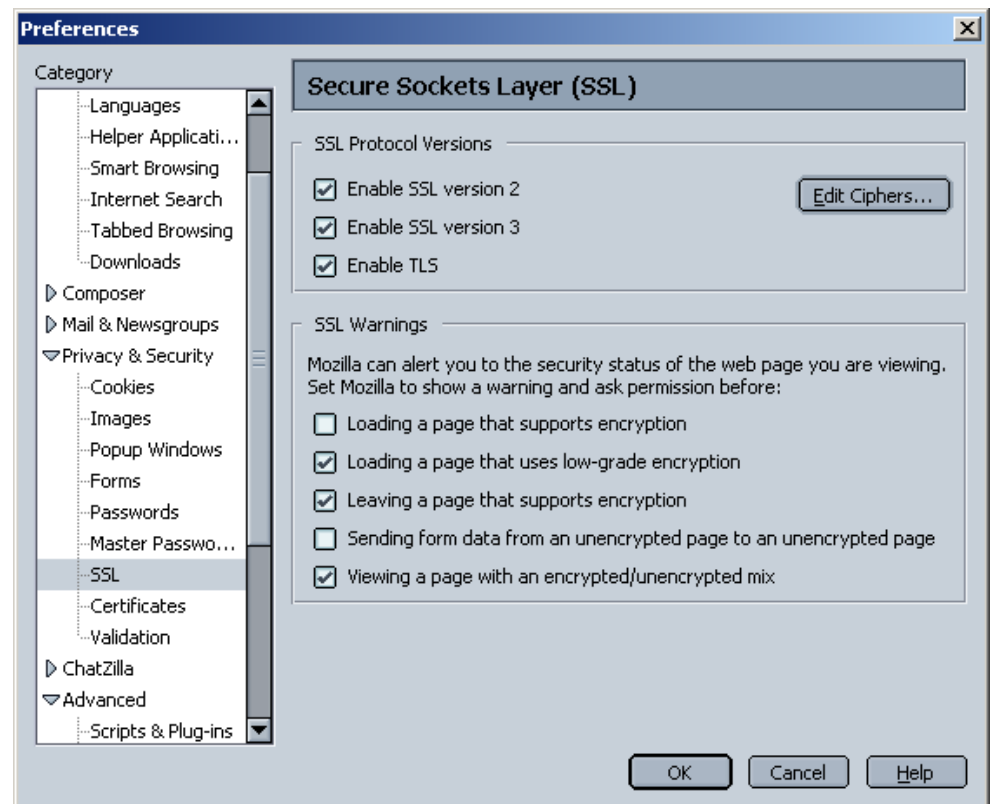 Preferences
Category
Languages
Helper Applicati...
Smart Browsing
Internet Search
Tabbed Browsing
Downloads
Composer
Mail & Newsgroups
Privacy & Security
Cookies
Images
Popup Windows
Forms
Passwords
Master Passwo...
SSL
Certificates
Validation
ChatZilla
Advanced
Scripts & Plug-ins
Secure Sockets Layer (SSL)
SSL Protocol Versions
Enable SSL version 2
Edit Ciphers...
Enable SSL version 3
Enable TLS
SSL Warnings
Mozilla can alert you to the security status of the web page you are viewing.
Set Mozilla to show a warning and ask permission before:
Loading a page that supports encryption
Loading a page that uses low-grade encryption
Leaving a page that supports encryption
Sending form data from an unencrypted page to an unencrypted page
Viewing a page with an encrypted/unencrypted mix
OK
Cancel
Help